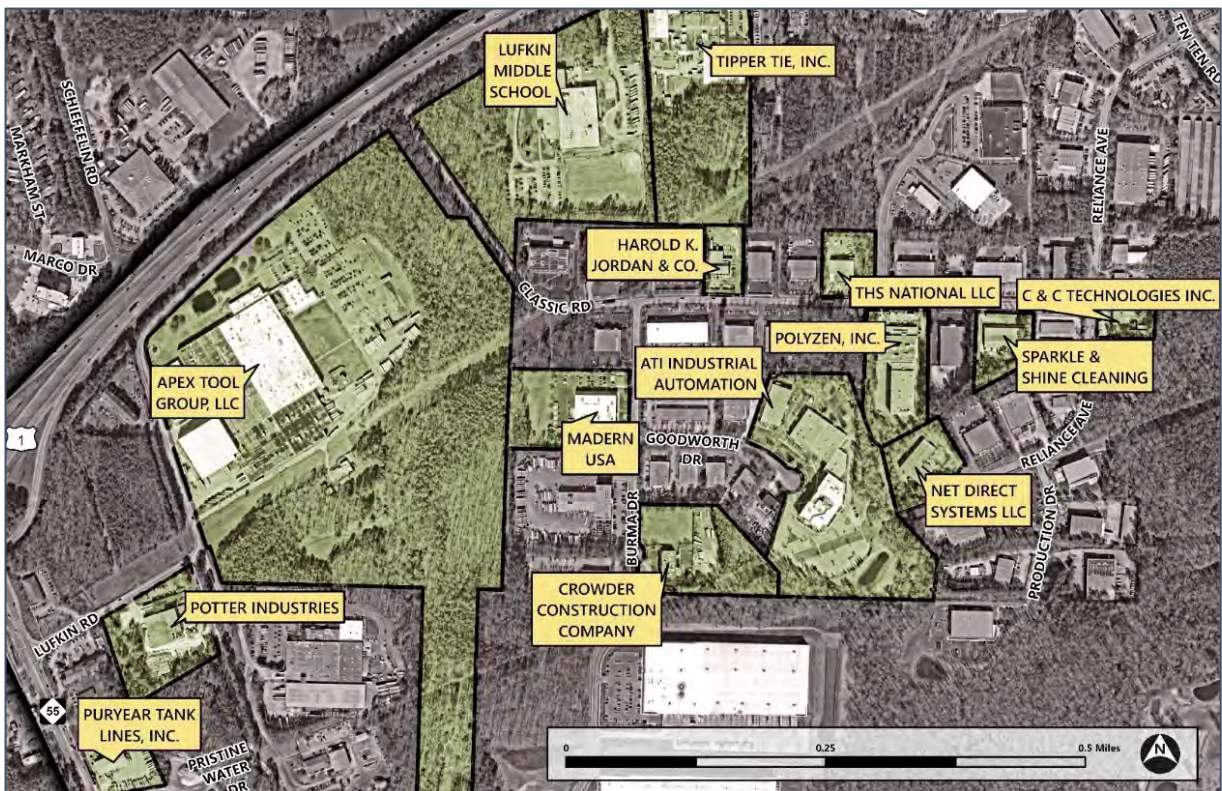 LUFKIN
MIDDLE
SCHOOL
TIPPER TIE, INC.
TEN TEN RD
SCHIEFFELIN RD
MARKHAM ST
MARCO DR
RELIANCE AVE
HAROLD K.
JORDAN & CO.
CLASSIC RD
THS NATIONAL LLC
C & C TECHNOLOGIES INC.
POLYZEN, INC.
SPARKLE &
SHINE CLEANING
ATI INDUSTRIAL
AUTOMATION
APEX TOOL
GROUP, LLC
1
MADERN
USA
GOODWORTH
DR
RELIANCE AVE
NET DIRECT
SYSTEMS LLC
BURMA DR
PRODUCTION DR
CROWDER
CONSTRUCTION
COMPANY
POTTER INDUSTRIES
LUFKIN RD
55
PURYEAR TANK
LINES, INC.
PRISTINE
WATER
DR
0 0.25 0.5 Miles
N